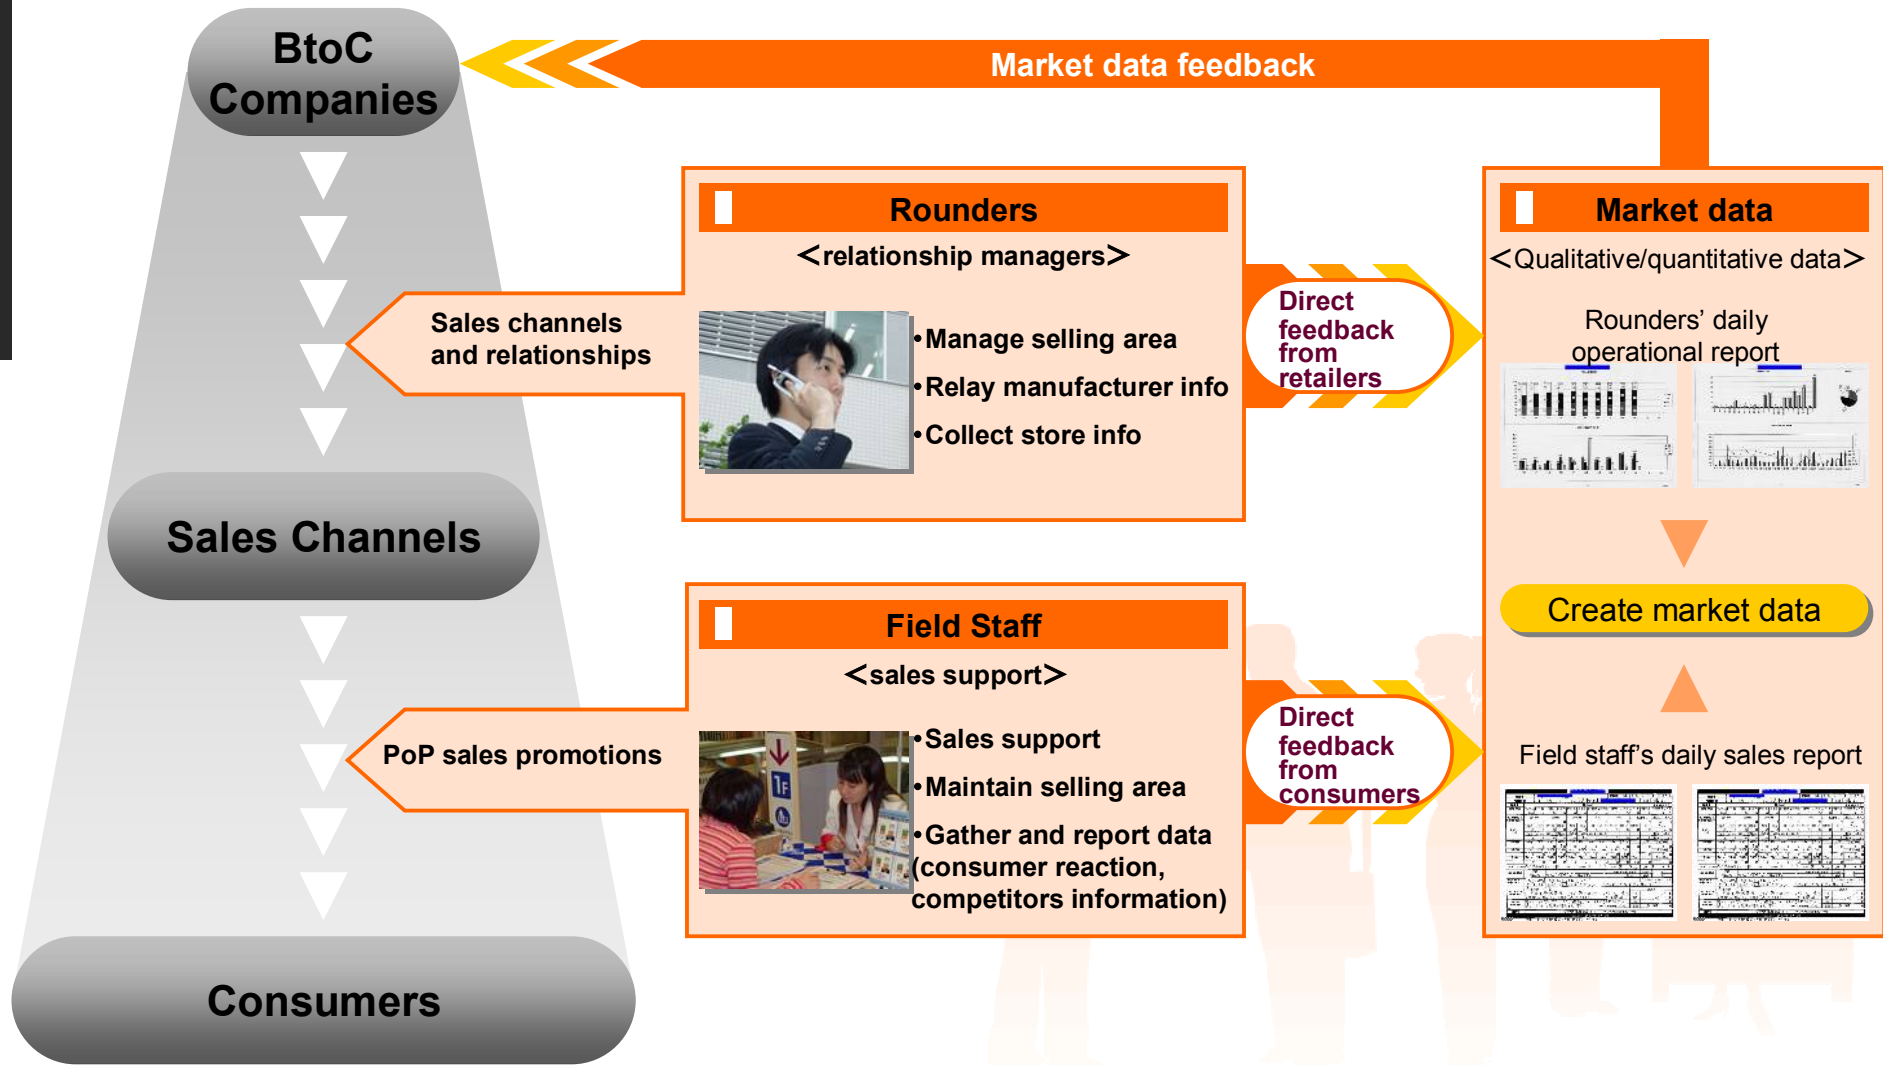 BtoC
Companies
Market data feedback
Rounders
＜relationship managers＞
Sales channels
and relationships
•Manage selling area
•Relay manufacturer info
•Collect store info
Direct
feedback
from
retailers
Market data
＜Qualitative/quantitative data＞
Rounders’ daily
operational report
Sales Channels
Create market data
Field Staff
＜sales support＞
PoP sales promotions
1F
•Sales support
•Maintain selling area
•Gather and report data
(consumer reaction,
competitors information)
Direct
feedback
from
consumers
Field staff’s daily sales report
Consumers